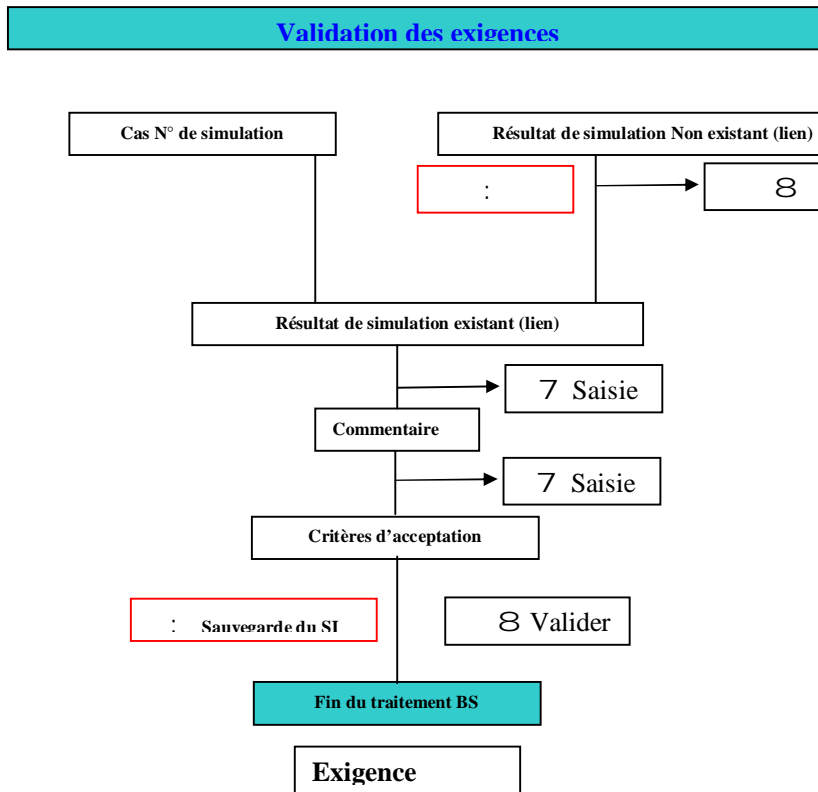 Validation des exigences
Cas N° de simulation
Résultat de simulation Non existant (lien)
:
8
Résultat de simulation existant (lien)
7 Saisie
Commentaire
7 Saisie
Critères d’acceptation
: Sauvegarde du SI
8 Valider
Fin du traitement BS
Exigence